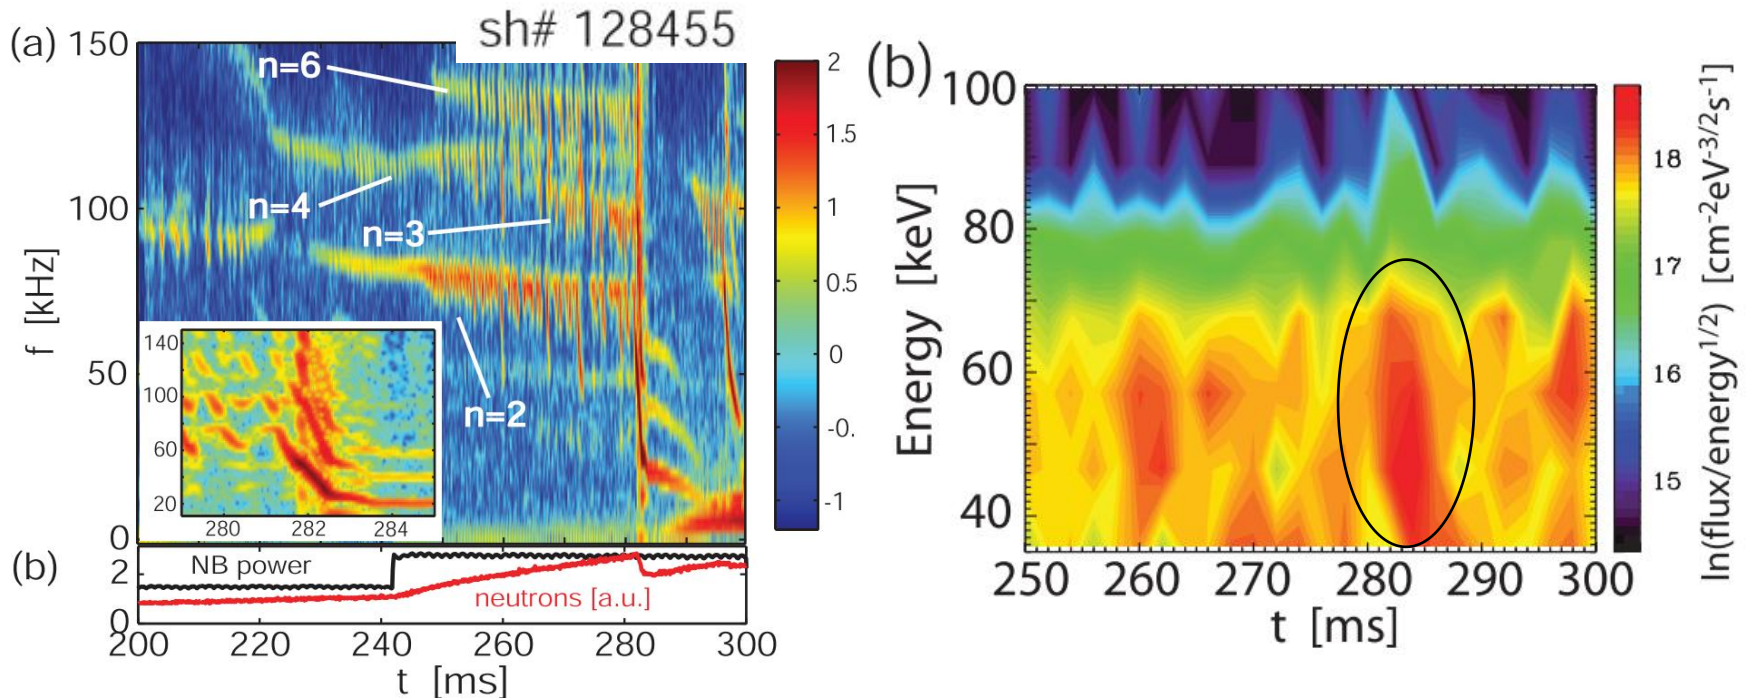 sh# 128455
(a)
150
100
50
0
f [kHz]
n=6
n=4
n=3
n=2
140
100
60
20
280 282 284
2
1.5
1
0.5
0
-0.
-1
(b)
2
0
NB power
neutrons [a.u.]
200 220 240 260 280 300
t [ms]
(b)
100
80
60
40
Energy [keV]
250 260 270 280 290 300
t [ms]
18
17
16
15
ln(flux/energy¹/²) [cm⁻²eV⁻³/²s⁻¹]